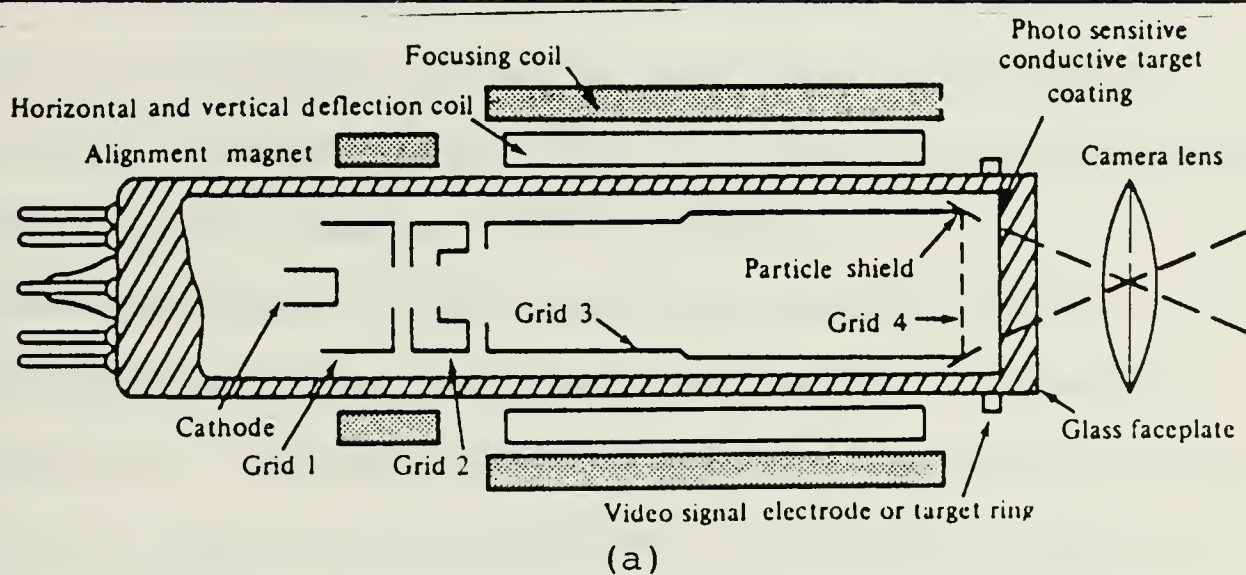 Photo sensitive
conductive target
coating
Focusing coil
Horizontal and vertical deflection coil
Alignment magnet
Camera lens
Particle shield
Grid 3
Grid 4
Cathode
Grid 1
Grid 2
Glass faceplate
Video signal electrode or target ring
(a)